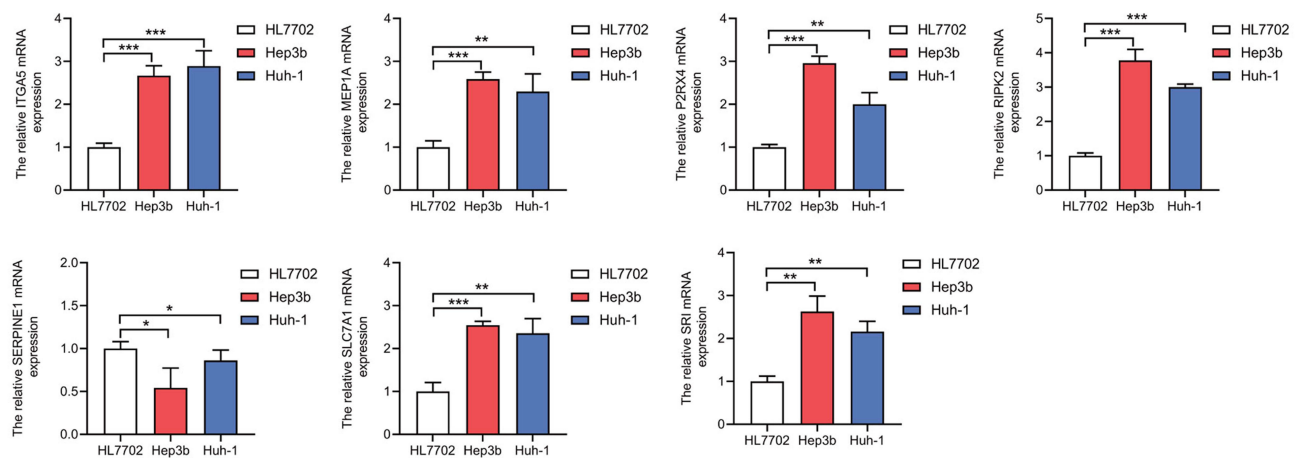 The relative ITGA5 mRNA
expression
4
3
2
1
0
***
***
HL7702
Hep3b
Huh-1
HL7702
Hep3b
Huh-1
The relative MEP1A mRNA
expression
4
3
2
1
0
**
***
HL7702
Hep3b
Huh-1
HL7702
Hep3b
Huh-1
The relative P2RX4 mRNA
expression
4
3
2
1
0
**
***
HL7702
Hep3b
Huh-1
HL7702
Hep3b
Huh-1
The relative RIPK2 mRNA
expression
5
4
3
2
1
0
***
***
HL7702
Hep3b
Huh-1
HL7702
Hep3b
Huh-1
The relative SERPINE1 mRNA
expression
2.0
1.5
1.0
0.5
0.0
*
*
HL7702
Hep3b
Huh-1
HL7702
Hep3b
Huh-1
The relative SLC7A1 mRNA
expression
4
3
2
1
0
**
***
HL7702
Hep3b
Huh-1
HL7702
Hep3b
Huh-1
The relative SRI mRNA
expression
4
3
2
1
0
**
**
HL7702
Hep3b
Huh-1
HL7702
Hep3b
Huh-1